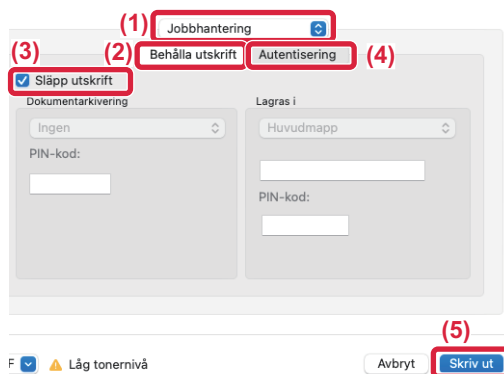 (1) Jobbhantering
(2) Behålla utskrift Autentisering (4)
(3)
Släpp utskrift
Dokumentarkivering Lagras i
Ingen Huvudmapp
PIN-kod:
PIN-kod:
(5)
F Låg tonernivå Avbryt Skriv ut